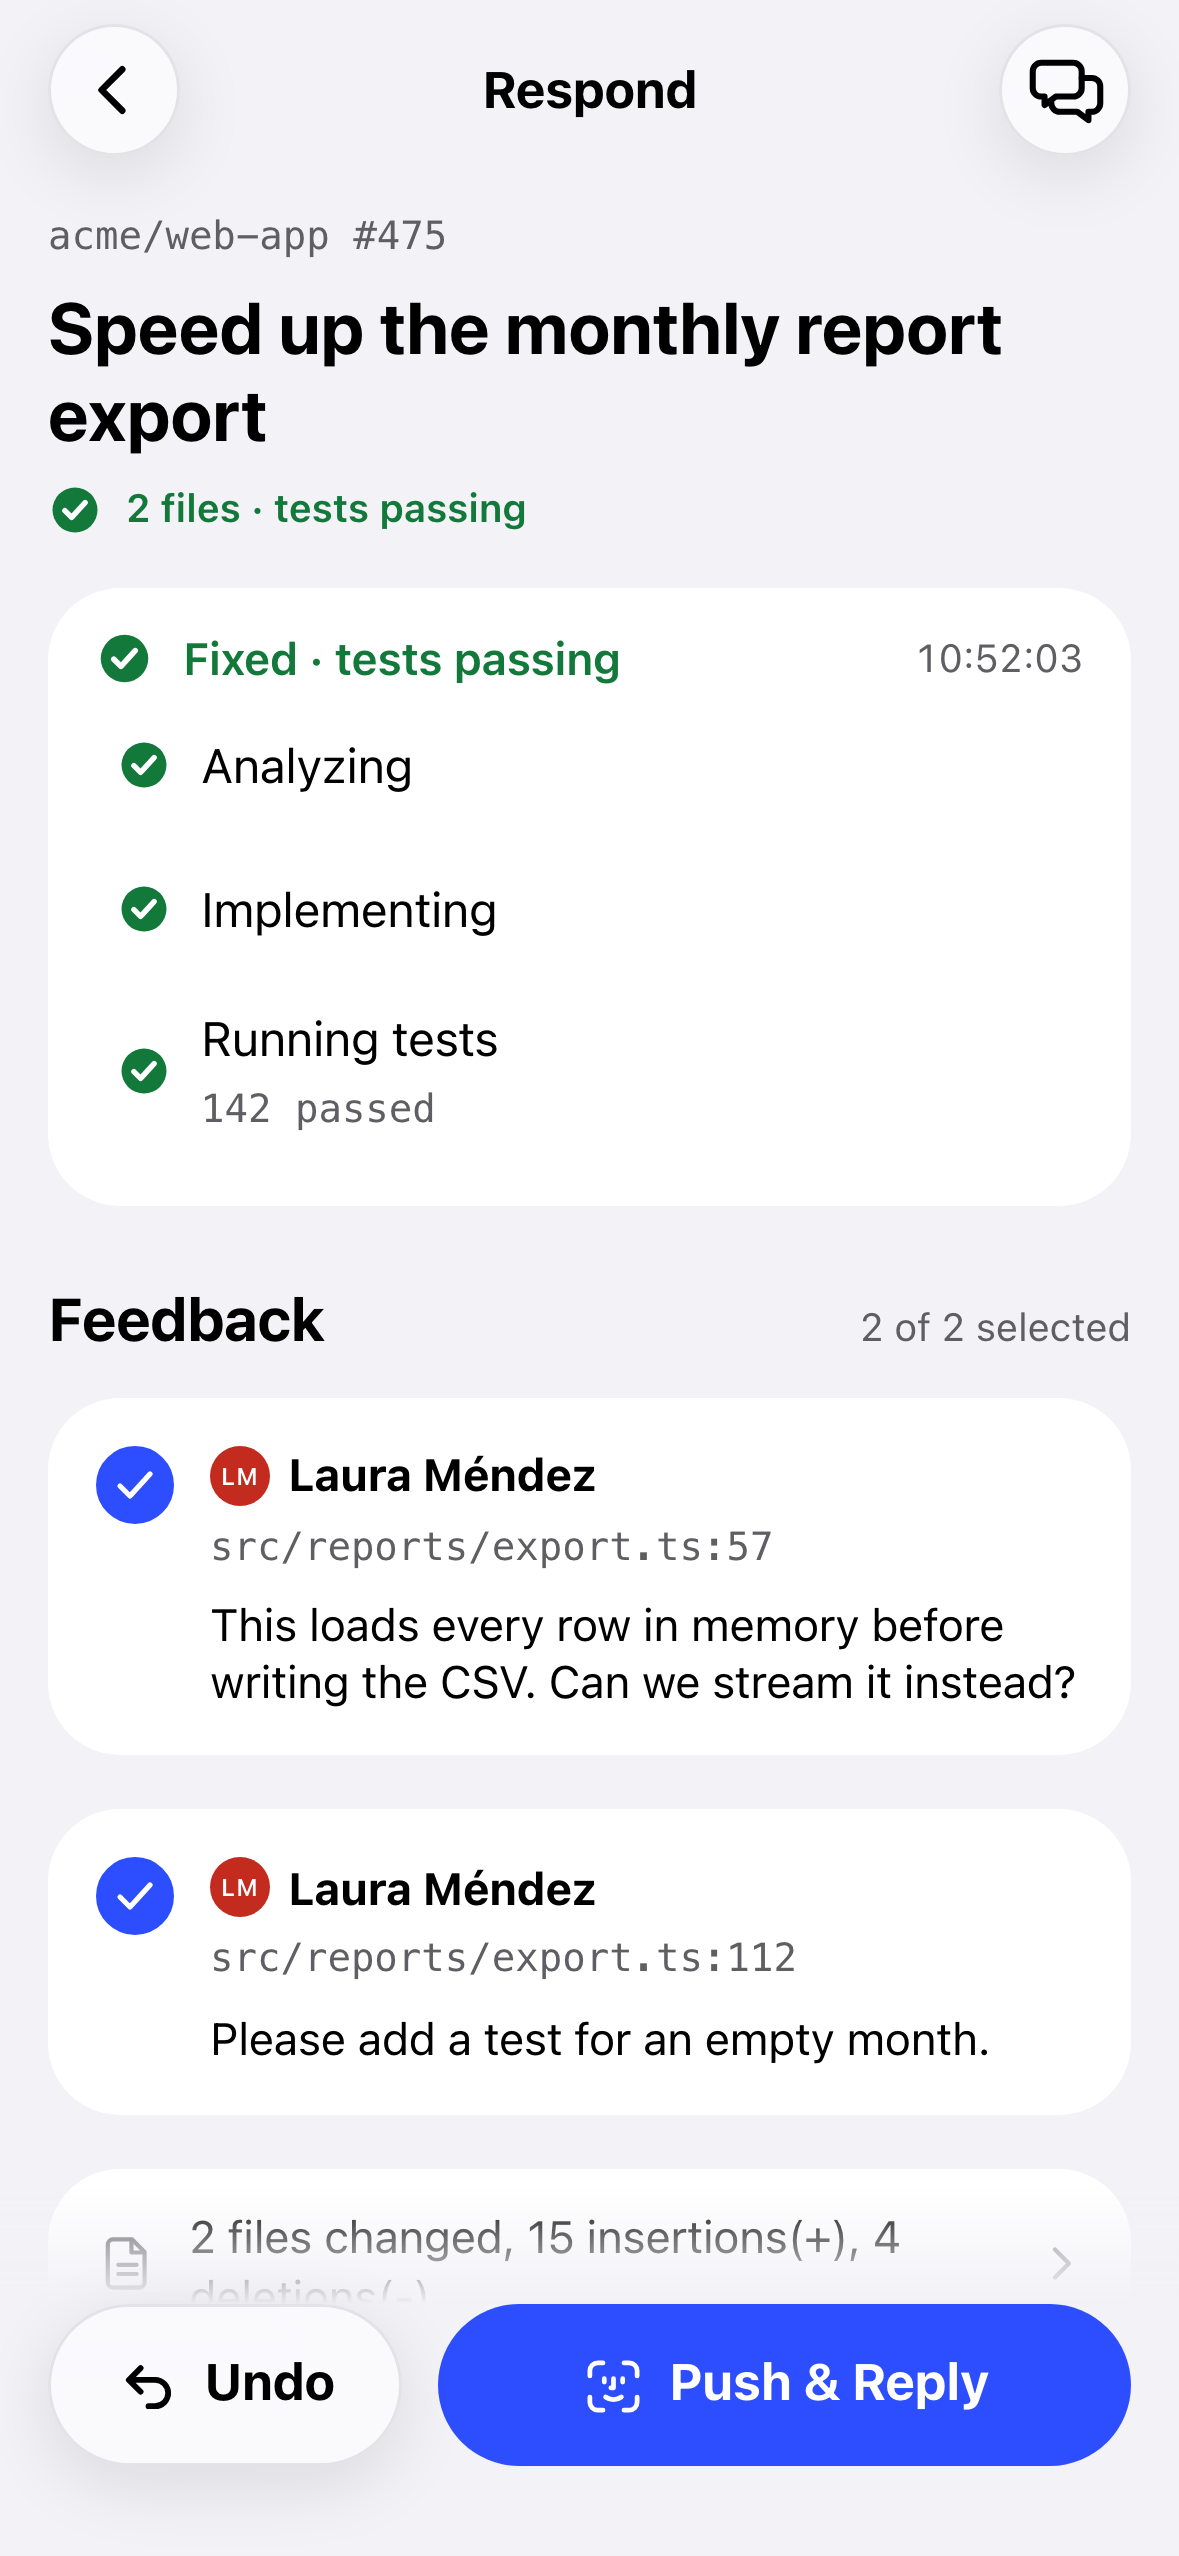 Respond
acme/web-app #475
Speed up the monthly report
export
2 files · tests passing
Fixed · tests passing
10:52:03
Analyzing
Implementing
Running tests
142 passed
Feedback
2 of 2 selected
LM
Laura Méndez
src/reports/export.ts:57
This loads every row in memory before
writing the CSV. Can we stream it instead?
LM
Laura Méndez
src/reports/export.ts:112
Please add a test for an empty month.
2 files changed, 15 insertions(+), 4
deletions(-)
Undo
Push & Reply